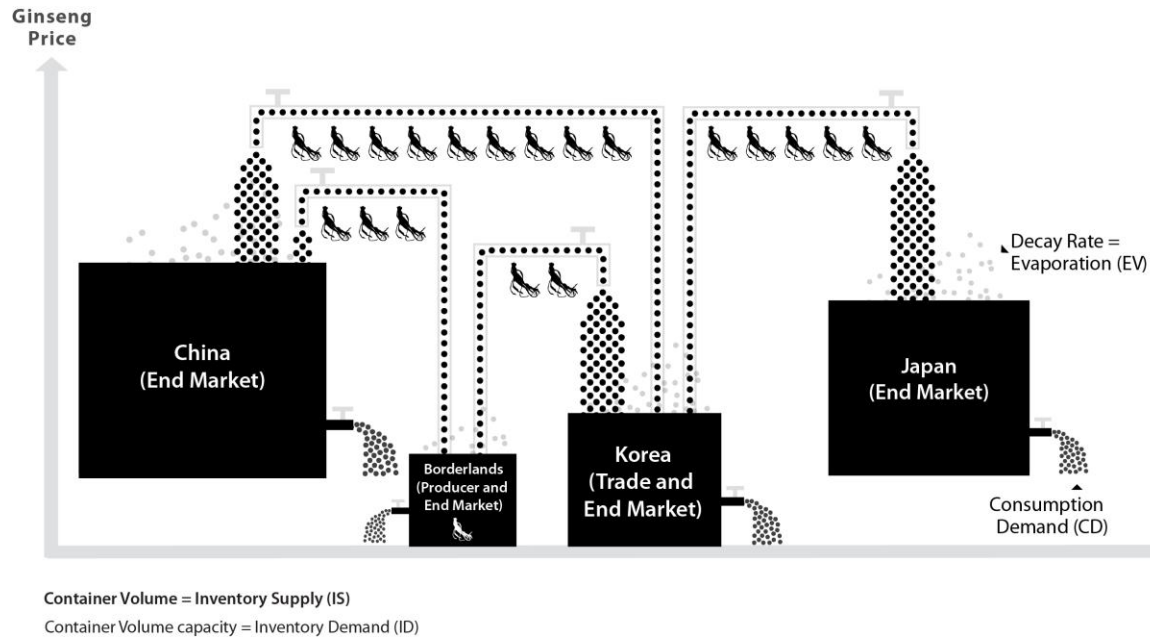 Ginseng
Price
Decay Rate =
Evaporation (EV)
China
(End Market)
Japan
(End Market)
Borderlands
(Producer and
End Market)
Korea
(Trade and
End Market)
Consumption
Demand (CD)
Container Volume = Inventory Supply (IS)
Container Volume capacity = Inventory Demand (ID)